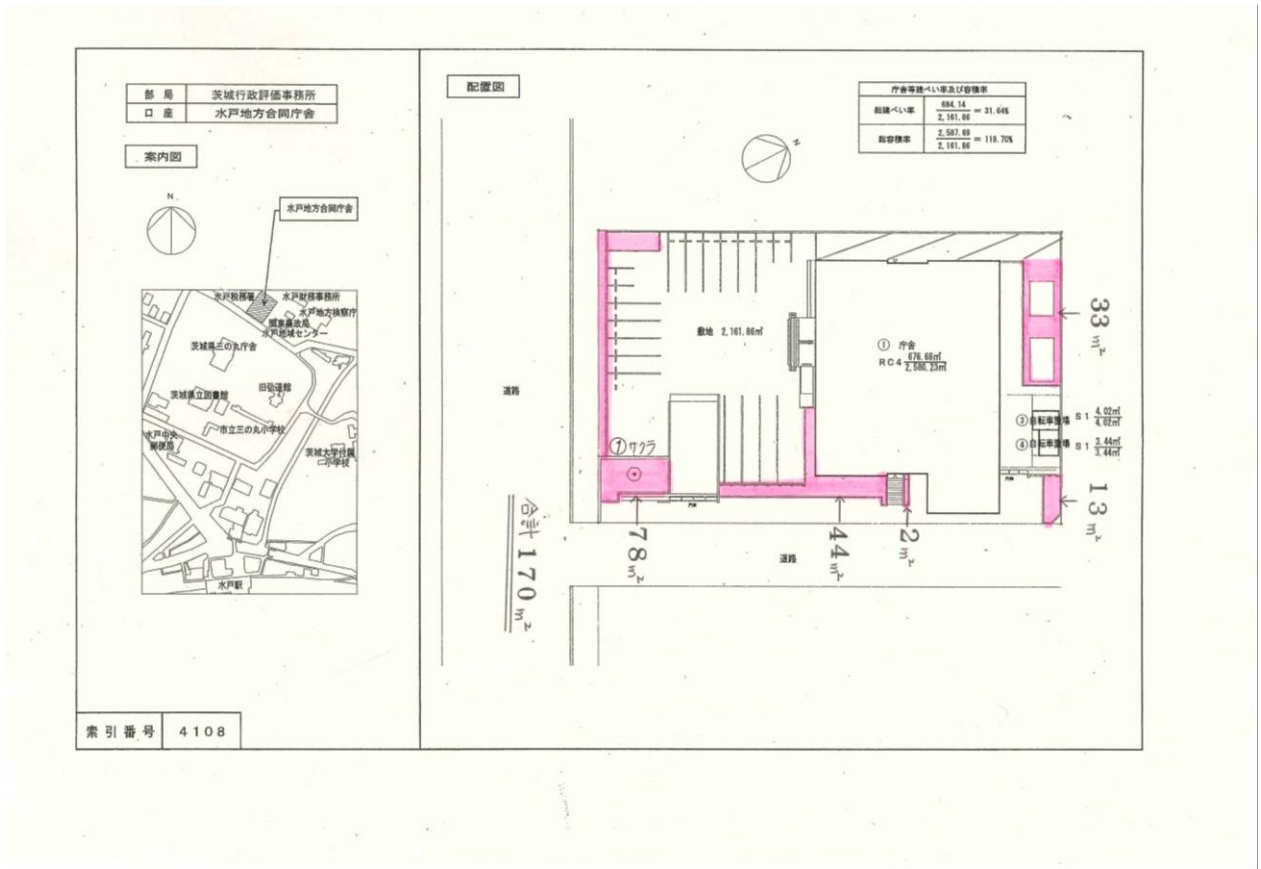 部局 茨城行政評価事務所
口座 水戸地方合同庁舎
案内図
N
水戸地方合同庁舎
水戸税務署
水戸財務事務所
水戸地方検察庁
関東農政局
水戸地域センター
茨城県三の丸庁舎
旧弘道館
茨城県立図書館
市立三の丸小学校
水戸中央
郵便局
茨城大学付属
小学校
水戸駅
索引番号 4108
配置図
庁舎等建ぺい率及び容積率
総建ぺい率 684.14 / 2,161.86 = 31.64%
総容積率 2,587.69 / 2,161.86 = 119.70%
N
敷地 2,161.86㎡
① 庁舎
RC4 676.68㎡ / 2,580.23㎡
33m²
③自転車置場 S1 4.02㎡ / 4.02㎡
④自転車置場 S1 3.44㎡ / 3.44㎡
13m²
道路
①サクラ
門扉
門扉
合計170m²
78m²
44m²
2m²
道路